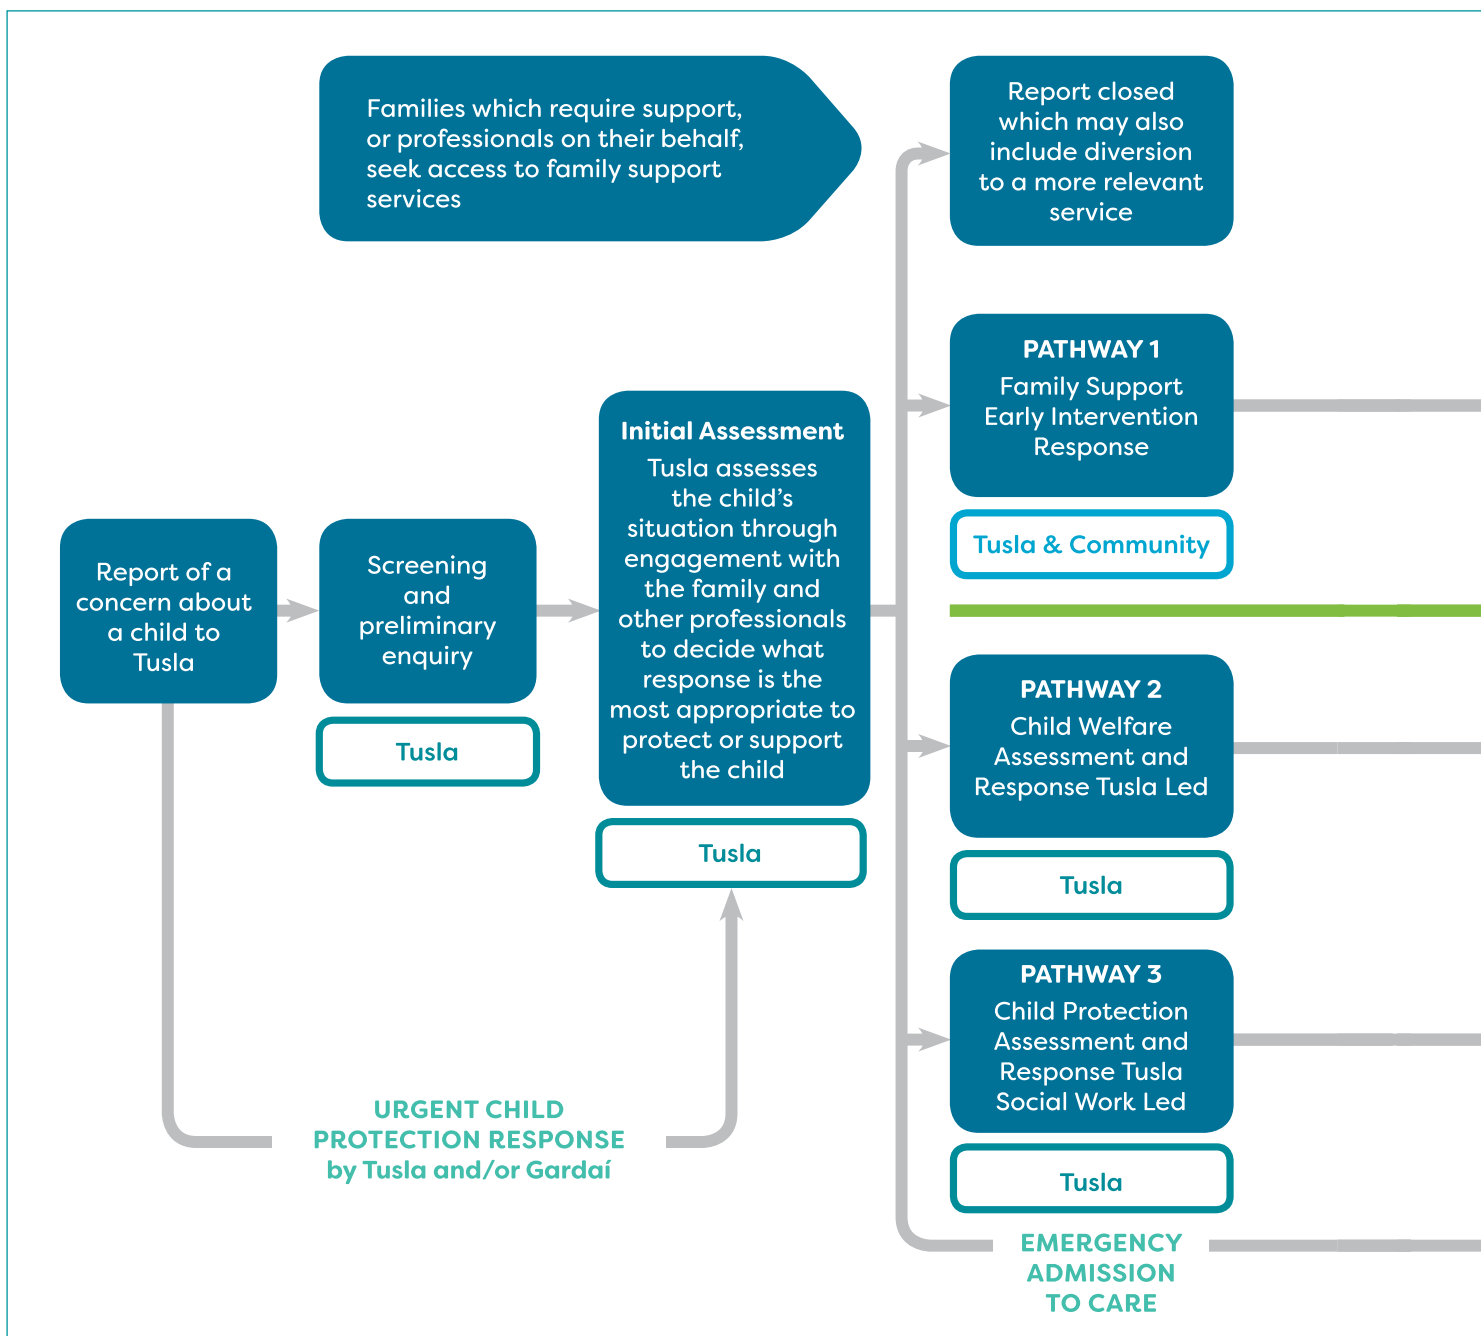 Families which require support,
or professionals on their behalf,
seek access to family support
services
Report closed
which may also
include diversion
to a more relevant
service
PATHWAY 1
Family Support
Early Intervention
Response
Tusla & Community
Initial Assessment
Tusla assesses
the child’s
situation through
engagement with
the family and
other professionals
to decide what
response is the
most appropriate to
protect or support
the child
Tusla
Report of a
concern about
a child to
Tusla
Screening
and
preliminary
enquiry
Tusla
PATHWAY 2
Child Welfare
Assessment and
Response Tusla Led
Tusla
PATHWAY 3
Child Protection
Assessment and
Response Tusla
Social Work Led
Tusla
URGENT CHILD
PROTECTION RESPONSE
by Tusla and/or Gardaí
EMERGENCY
ADMISSION
TO CARE